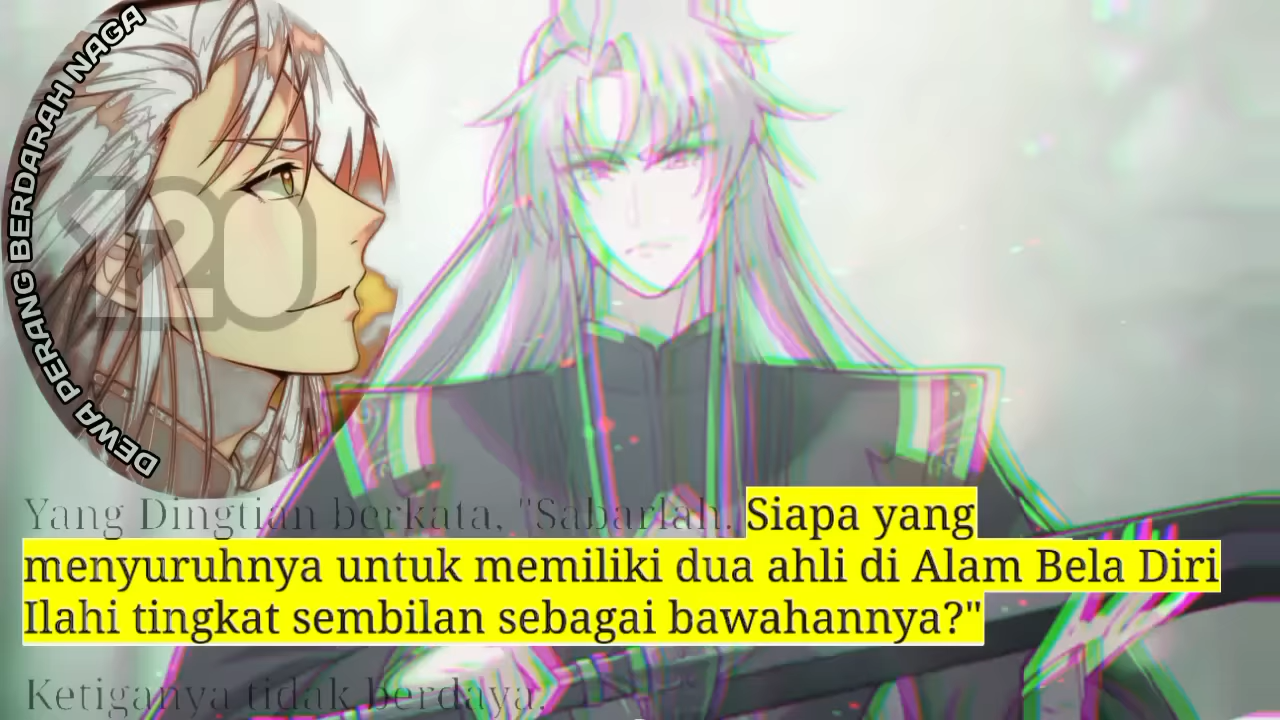 DEWA PERANG BERDARAH NAGA
120
Yang Dingtian berkata, "Sabarlah. Siapa yang
menyuruhnya untuk memiliki dua ahli di Alam Bela Diri
Ilahi tingkat sembilan sebagai bawahannya?"
Ketiganya tidak berdaya.